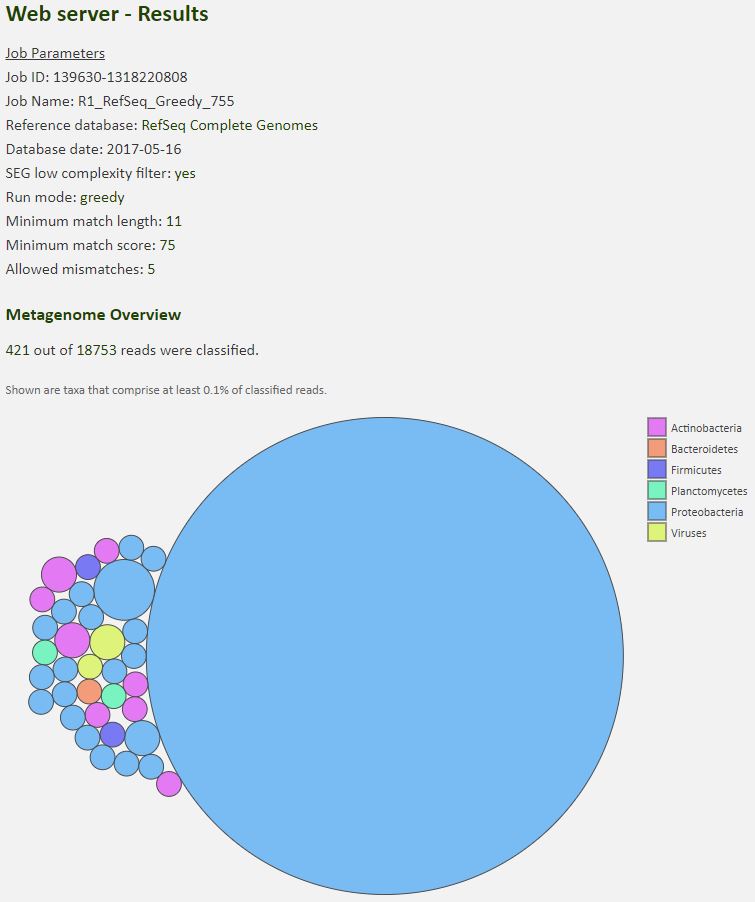 Web server - Results
Job Parameters
Job ID: 139630-1318220808
Job Name: R1_RefSeq_Greedy_755
Reference database: RefSeq Complete Genomes
Database date: 2017-05-16
SEG low complexity filter: yes
Run mode: greedy
Minimum match length: 11
Minimum match score: 75
Allowed mismatches: 5
Metagenome Overview
421 out of 18753 reads were classified.
Shown are taxa that comprise at least 0.1% of classified reads.
Actinobacteria
Bacteroidetes
Firmicutes
Planctomycetes
Proteobacteria
Viruses